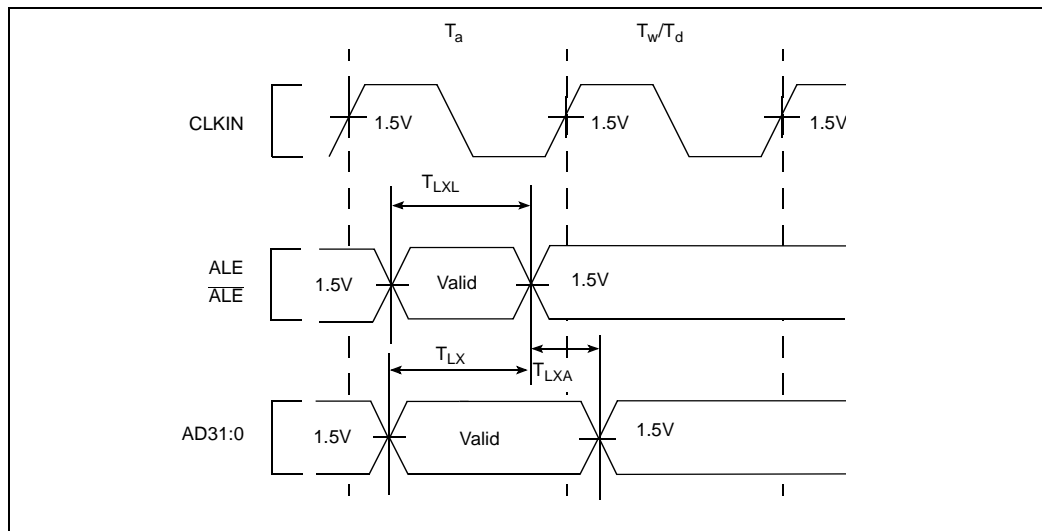 Ta Tw/Td
CLKIN 1.5V 1.5V 1.5V
TLXL
ALE
ALE
1.5V Valid 1.5V
TLX TLXA
AD31:0 1.5V Valid 1.5V